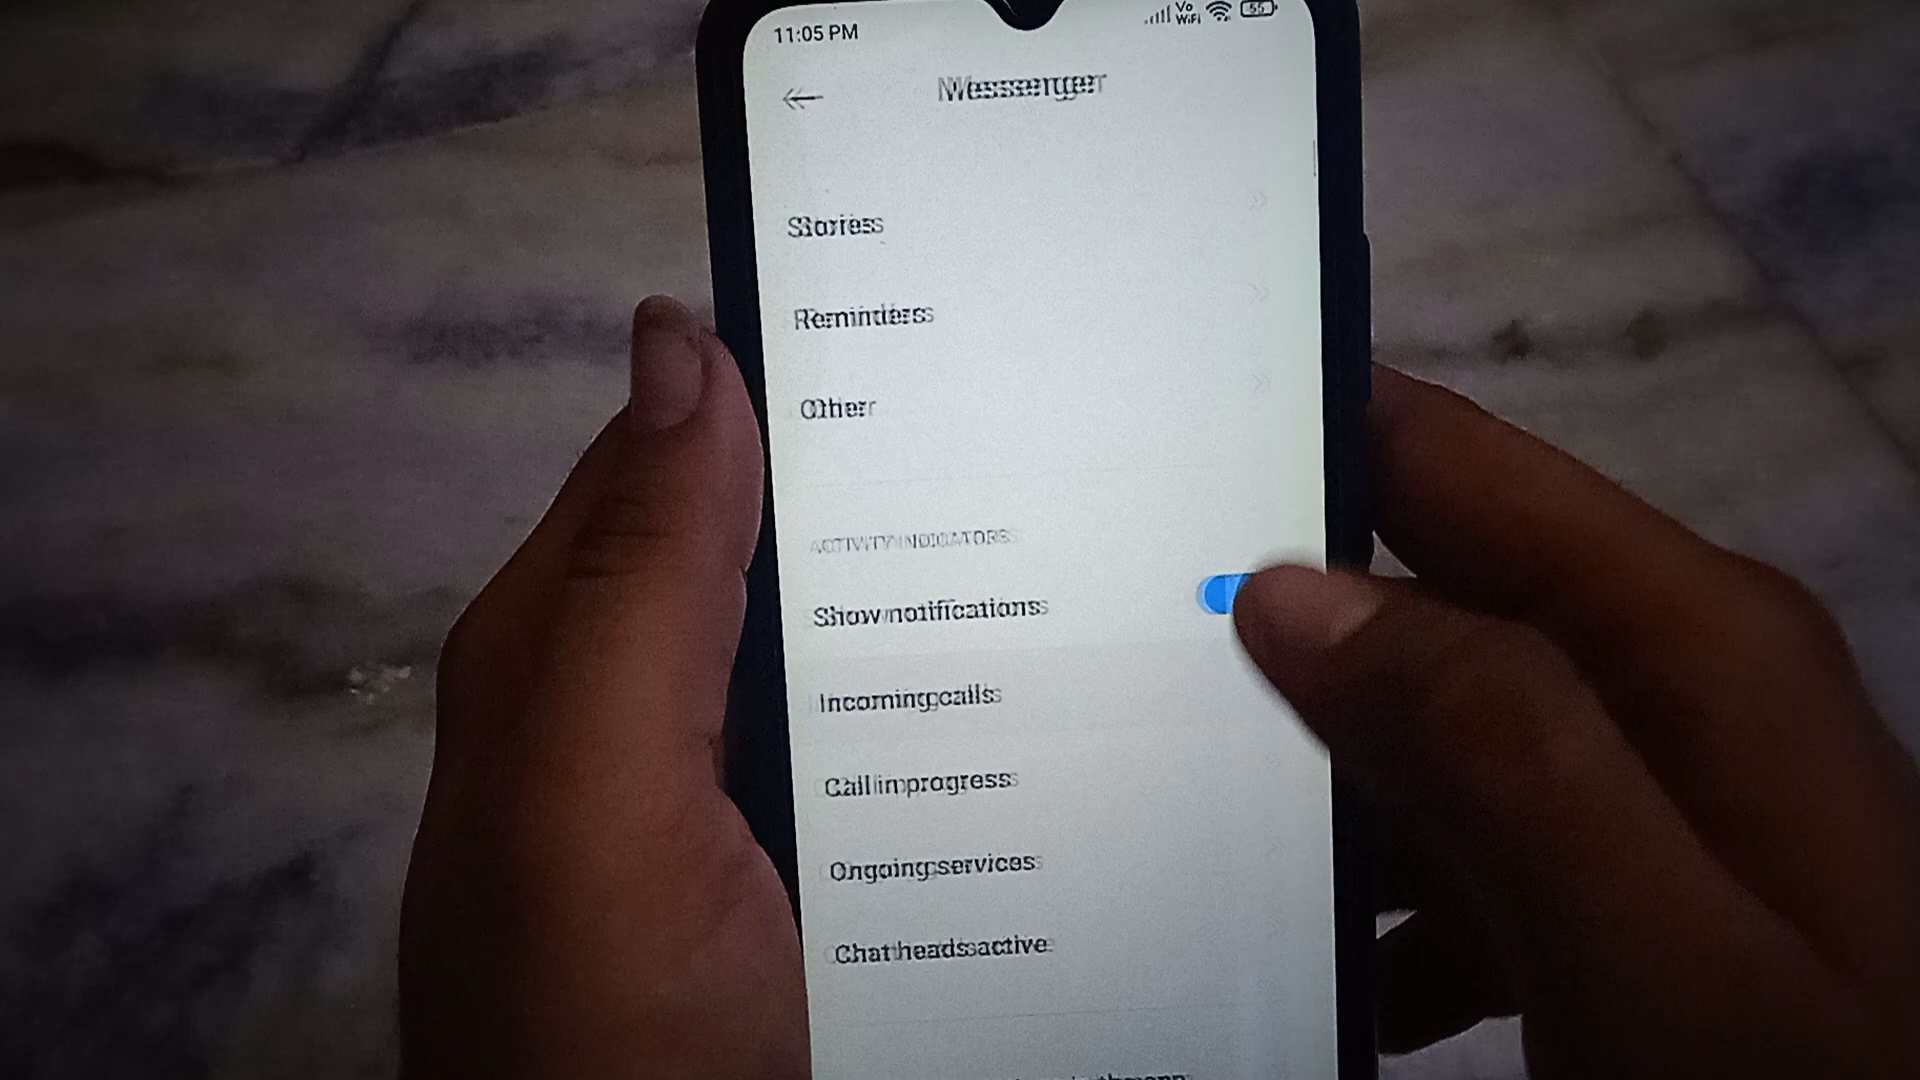 11:05 PM
Vo
WiFi
55
Messenger
Stories
Reminders
Other
ACTIVITY INDICATORS
Show notifications
Incoming calls
Call in progress
Ongoing services
Chat heads active